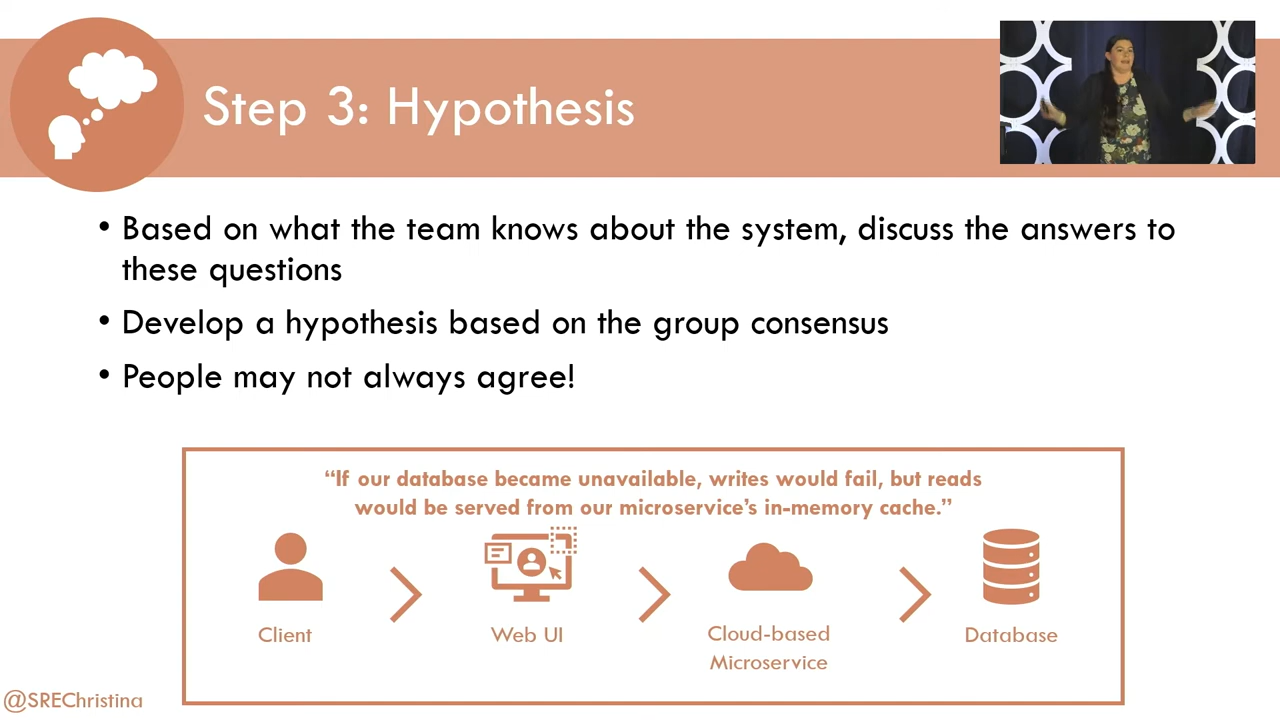 Step 3: Hypothesis
• Based on what the team knows about the system, discuss the answers to
these questions
• Develop a hypothesis based on the group consensus
• People may not always agree!
“If our database became unavailable, writes would fail, but reads
would be served from our microservice’s in-memory cache.”
Client
Web UI
Cloud-based
Microservice
Database
@SREChristina